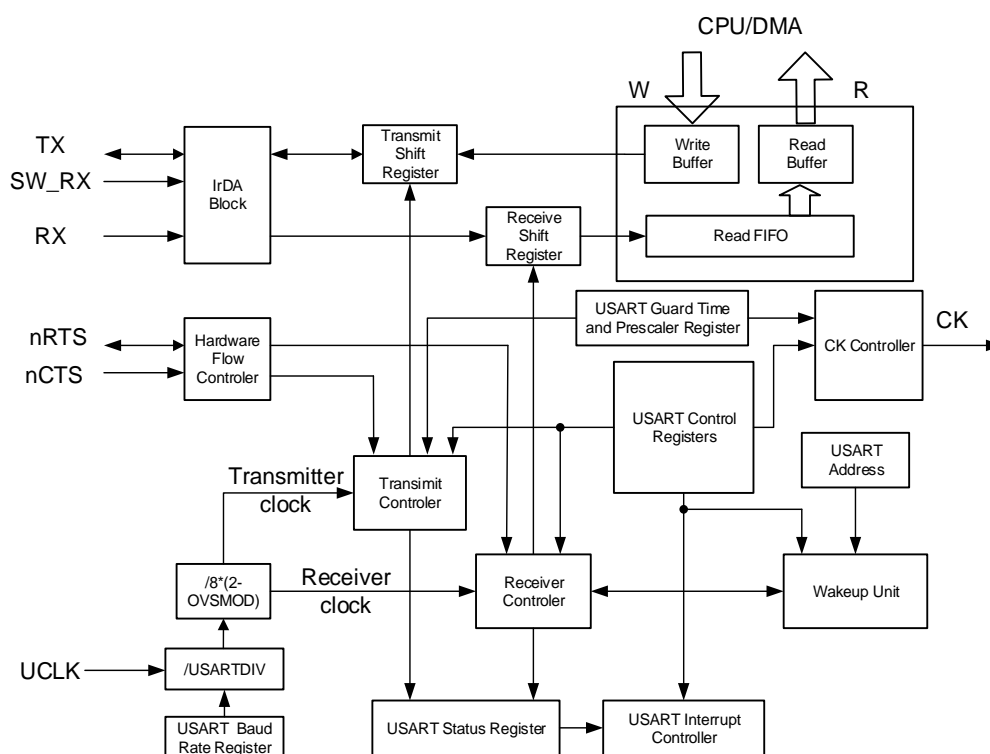 CPU/DMA
W
R
TX
SW_RX
RX
IrDA
Block
Transmit
Shift
Register
Write
Buffer
Read
Buffer
Receive
Shift
Register
Read FIFO
nRTS
nCTS
Hardware
Flow
Controler
USART Guard Time
and Prescaler Register
CK Controller
CK
USART Control
Registers
USART
Address
Transmitter
clock
Transimit
Controler
/8*(2-
OVSMOD)
Receiver
clock
Receiver
Controler
Wakeup Unit
UCLK
/USARTDIV
USART Baud
Rate Register
USART Status Register
USART Interrupt
Controller